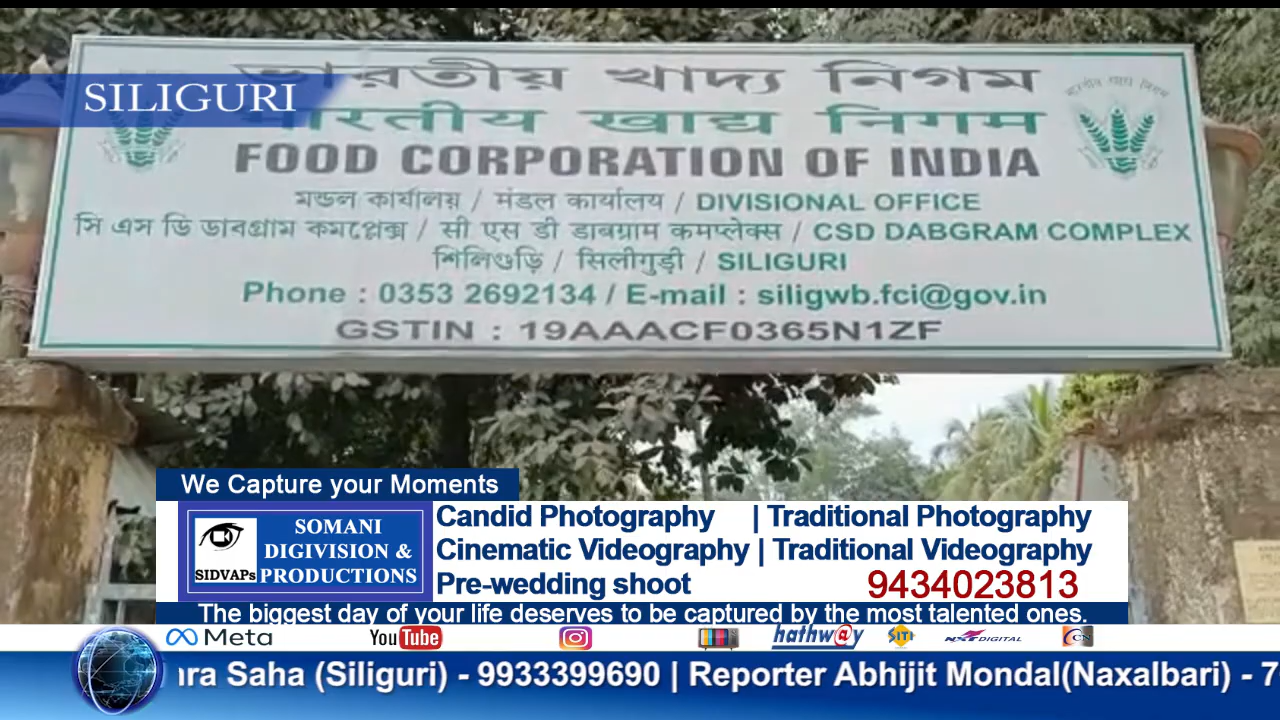 SILIGURI
ভারতীয় খাদ্য নিগম
भारतीय खाद्य निगम
FOOD CORPORATION OF INDIA
মন্ডল কার্যালয় / मंडल कार्यालय / DIVISIONAL OFFICE
সি এস ডি ডাবগ্রাম কমপ্লেক্স / सी एस डी डाबग्राम कमप्लेक्स / CSD DABGRAM COMPLEX
শিলিগুড়ি / सिलीगुड़ी / SILIGURI
Phone : 0353 2692134 / E-mail : siligwb.fci@gov.in
GSTIN : 19AAACF0365N1ZF
We Capture your Moments
SIDVAPs
SOMANI
DIGIVISION &
PRODUCTIONS
Candid Photography | Traditional Photography
Cinematic Videography | Traditional Videography
Pre-wedding shoot 9434023813
The biggest day of your life deserves to be captured by the most talented ones.
Meta YouTube hathw@y SITI NXT DIGITAL CCN
Saha (Siliguri) - 9933399690 | Reporter Abhijit Mondal(Naxalbari) - 7